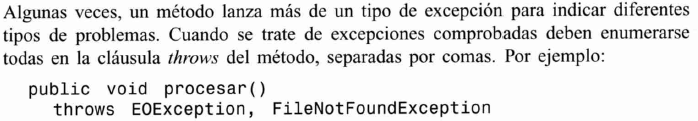 Algunas veces, un método lanza más de un tipo de excepción para indicar diferentes
tipos de problemas. Cuando se trate de excepciones comprobadas deben enumerarse
todas en la cláusula throws del método, separadas por comas. Por ejemplo:
public void procesar()
throws EOException, FileNotFoundException